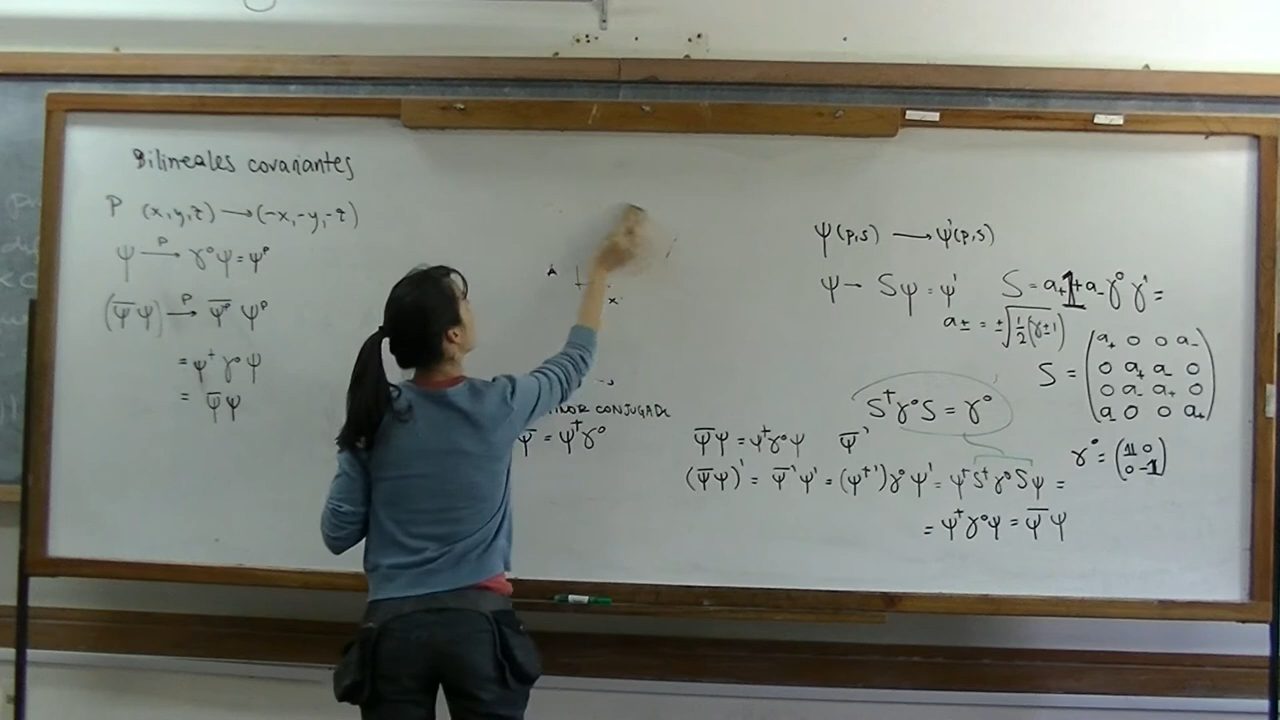 Bilineales covariantes
P (x,y,z) → (-x,-y,-z)
ψ →ᴾ γ⁰ψ = ψᴾ
(ψ̄ψ) →ᴾ ψ̄ᴾ ψᴾ
= ψ† γ⁰ ψ
= ψ̄ψ
x
CONJUGADO
ψ̄ = ψ†γ⁰
ψ(p,s) → ψ'(p,s)
ψ → Sψ = ψ' S = a₊1 + a₋γ⁰γ¹ =
a± = ±√(½(γ±1))
S = (a₊ 0 0 a₋
0 a₊ a₋ 0
0 a₋ a₊ 0
a₋ 0 0 a₊)
S†γ⁰S = γ⁰
ψ̄ψ = ψ†γ⁰ψ ψ̄'
γ⁰ = (1 0
0 -1)
(ψ̄ψ)' = ψ̄'ψ' = (ψ†')γ⁰ψ' = ψ†S†γ⁰Sψ =
= ψ†γ⁰ψ = ψ̄ψ